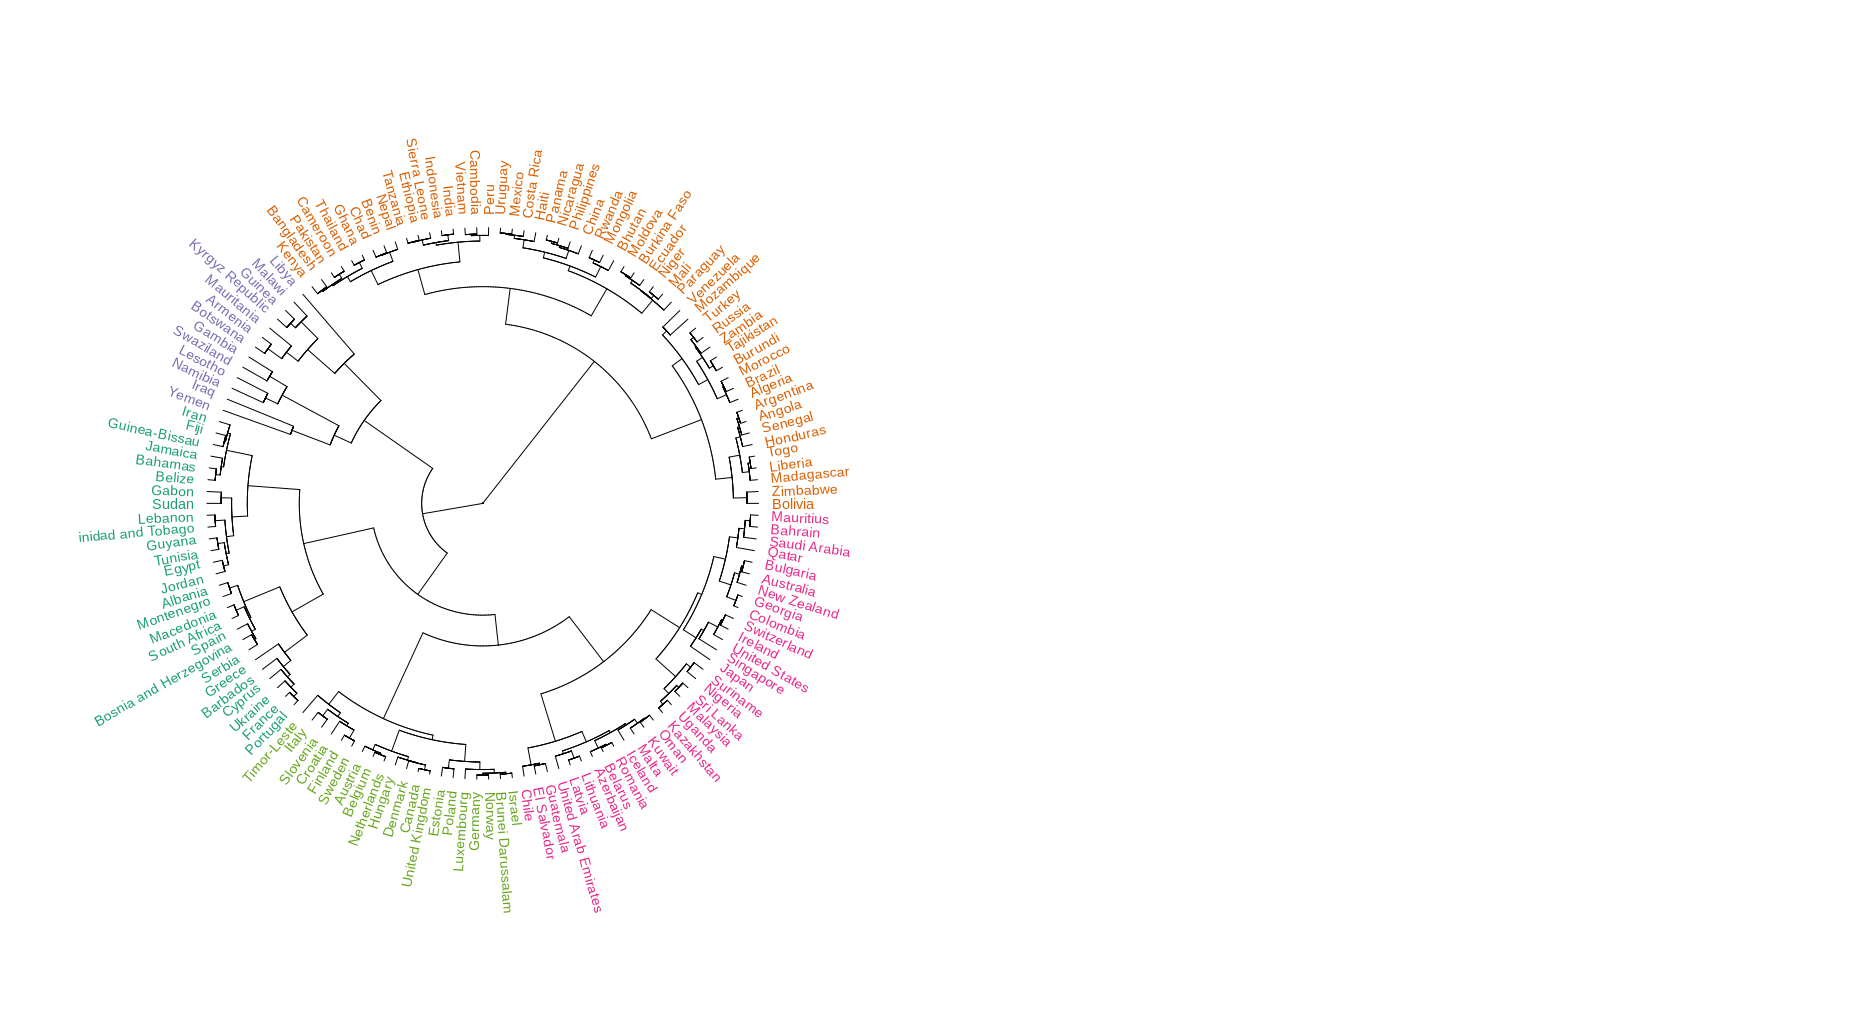 Cambodia
Peru
Uruguay
Mexico
Costa Rica
Haiti
Panama
Nicaragua
Philippines
China
Rwanda
Mongolia
Bhutan
Moldova
Burkina Faso
Ecuador
Niger
Mali
Paraguay
Venezuela
Mozambique
Turkey
Russia
Zambia
Tajikistan
Burundi
Morocco
Brazil
Algeria
Argentina
Angola
Senegal
Honduras
Togo
Liberia
Madagascar
Zimbabwe
Bolivia
Mauritius
Bahrain
Saudi Arabia
Qatar
Bulgaria
Australia
New Zealand
Georgia
Colombia
Switzerland
Ireland
United States
Singapore
Japan
Suriname
Nigeria
Sri Lanka
Malaysia
Uganda
Kazakhstan
Oman
Kuwait
Malta
Iceland
Romania
Belarus
Azerbaijan
Lithuania
Latvia
United Arab Emirates
Guatemala
El Salvador
Chile
Israel
Brunei Darussalam
Norway
Germany
Luxembourg
Poland
Estonia
United Kingdom
Canada
Denmark
Hungary
Netherlands
Belgium
Austria
Sweden
Finland
Croatia
Slovenia
Italy
Timor-Leste
Portugal
France
Ukraine
Cyprus
Barbados
Greece
Serbia
Bosnia and Herzegovina
Spain
South Africa
Macedonia
Montenegro
Albania
Jordan
Egypt
Tunisia
Guyana
inidad and Tobago
Lebanon
Sudan
Gabon
Belize
Bahamas
Jamaica
Guinea-Bissau
Fiji
Iran
Yemen
Iraq
Namibia
Lesotho
Swaziland
Gambia
Botswana
Armenia
Mauritania
Kyrgyz Republic
Guinea
Malawi
Libya
Kenya
Bangladesh
Pakistan
Cameroon
Thailand
Ghana
Chad
Benin
Nepal
Tanzania
Ethiopia
Sierra Leone
Indonesia
India
Vietnam